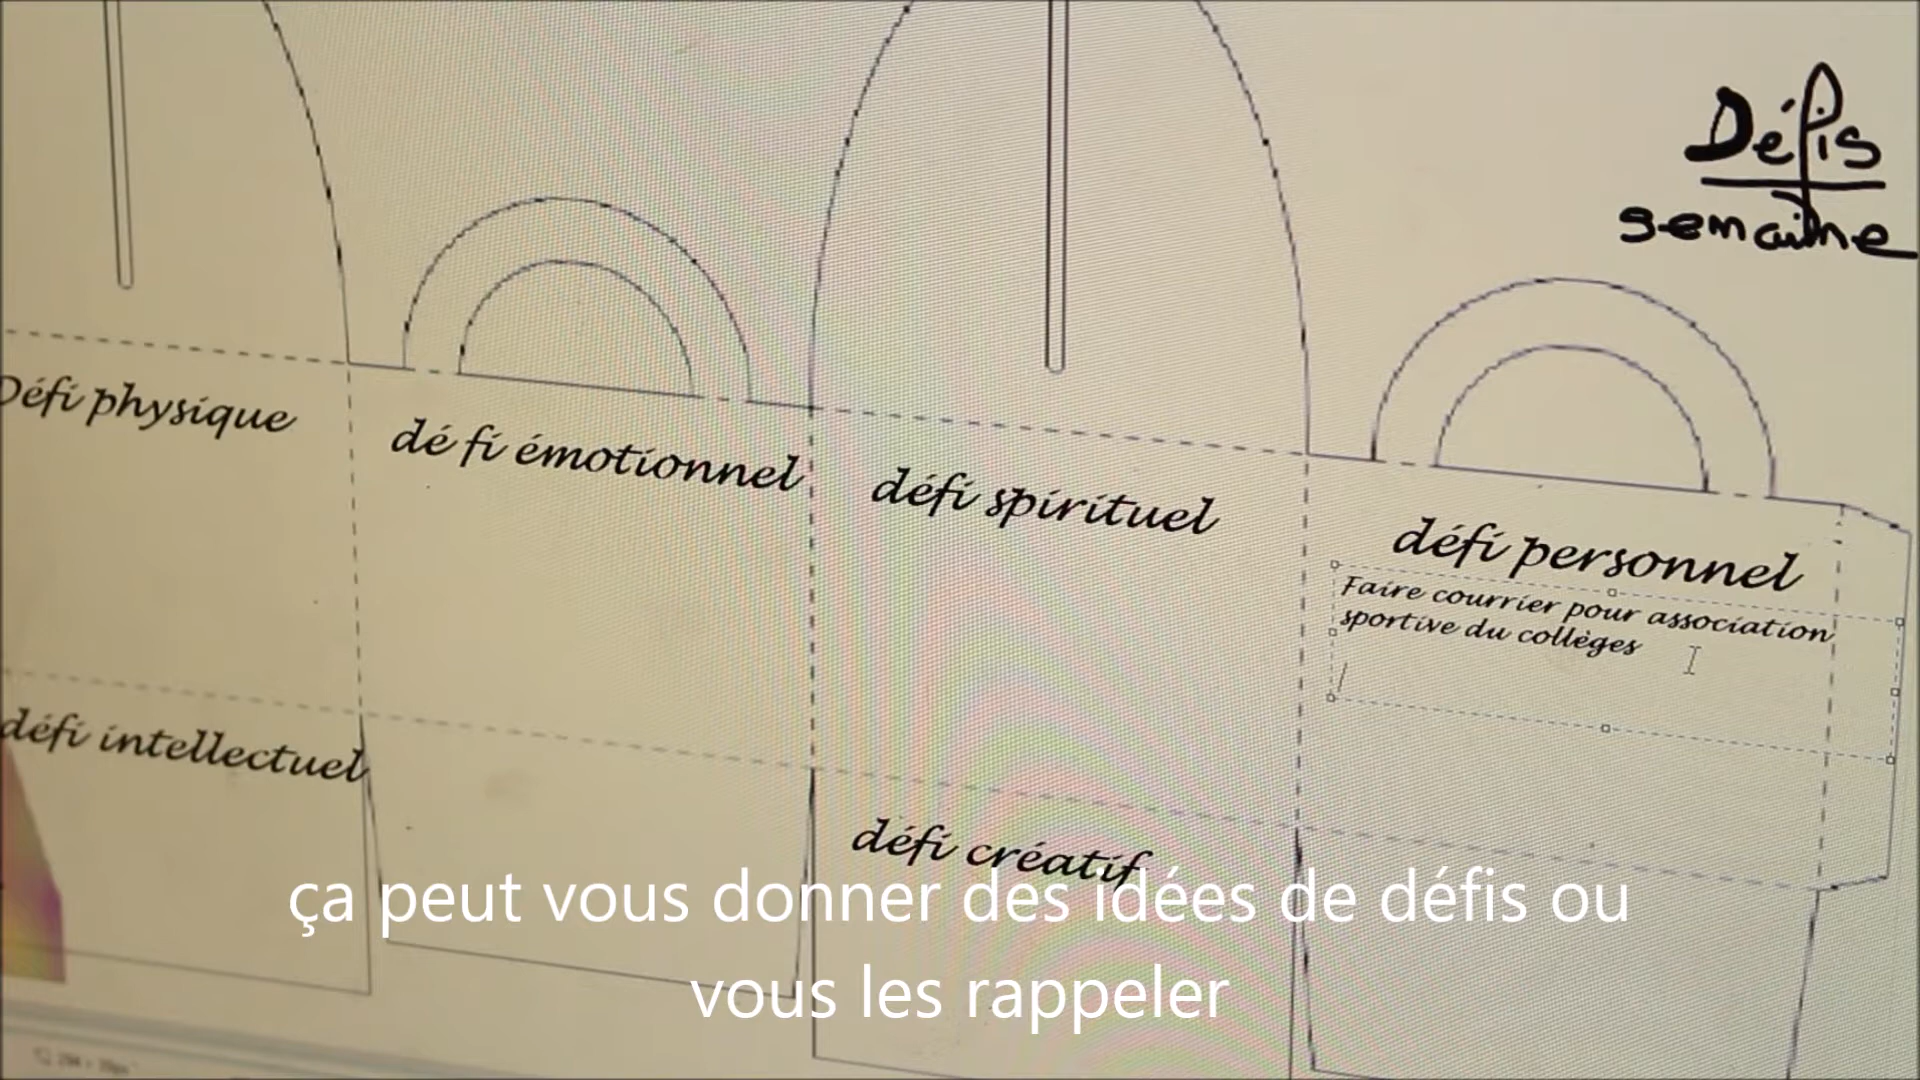 Défis
semaine
Défi physique
dé fi émotionnel
défi spirituel
défi personnel
Faire courrier pour association
sportive du collèges
défi intellectuel
défi créatif
ça peut vous donner des idées de défis ou
vous les rappeler